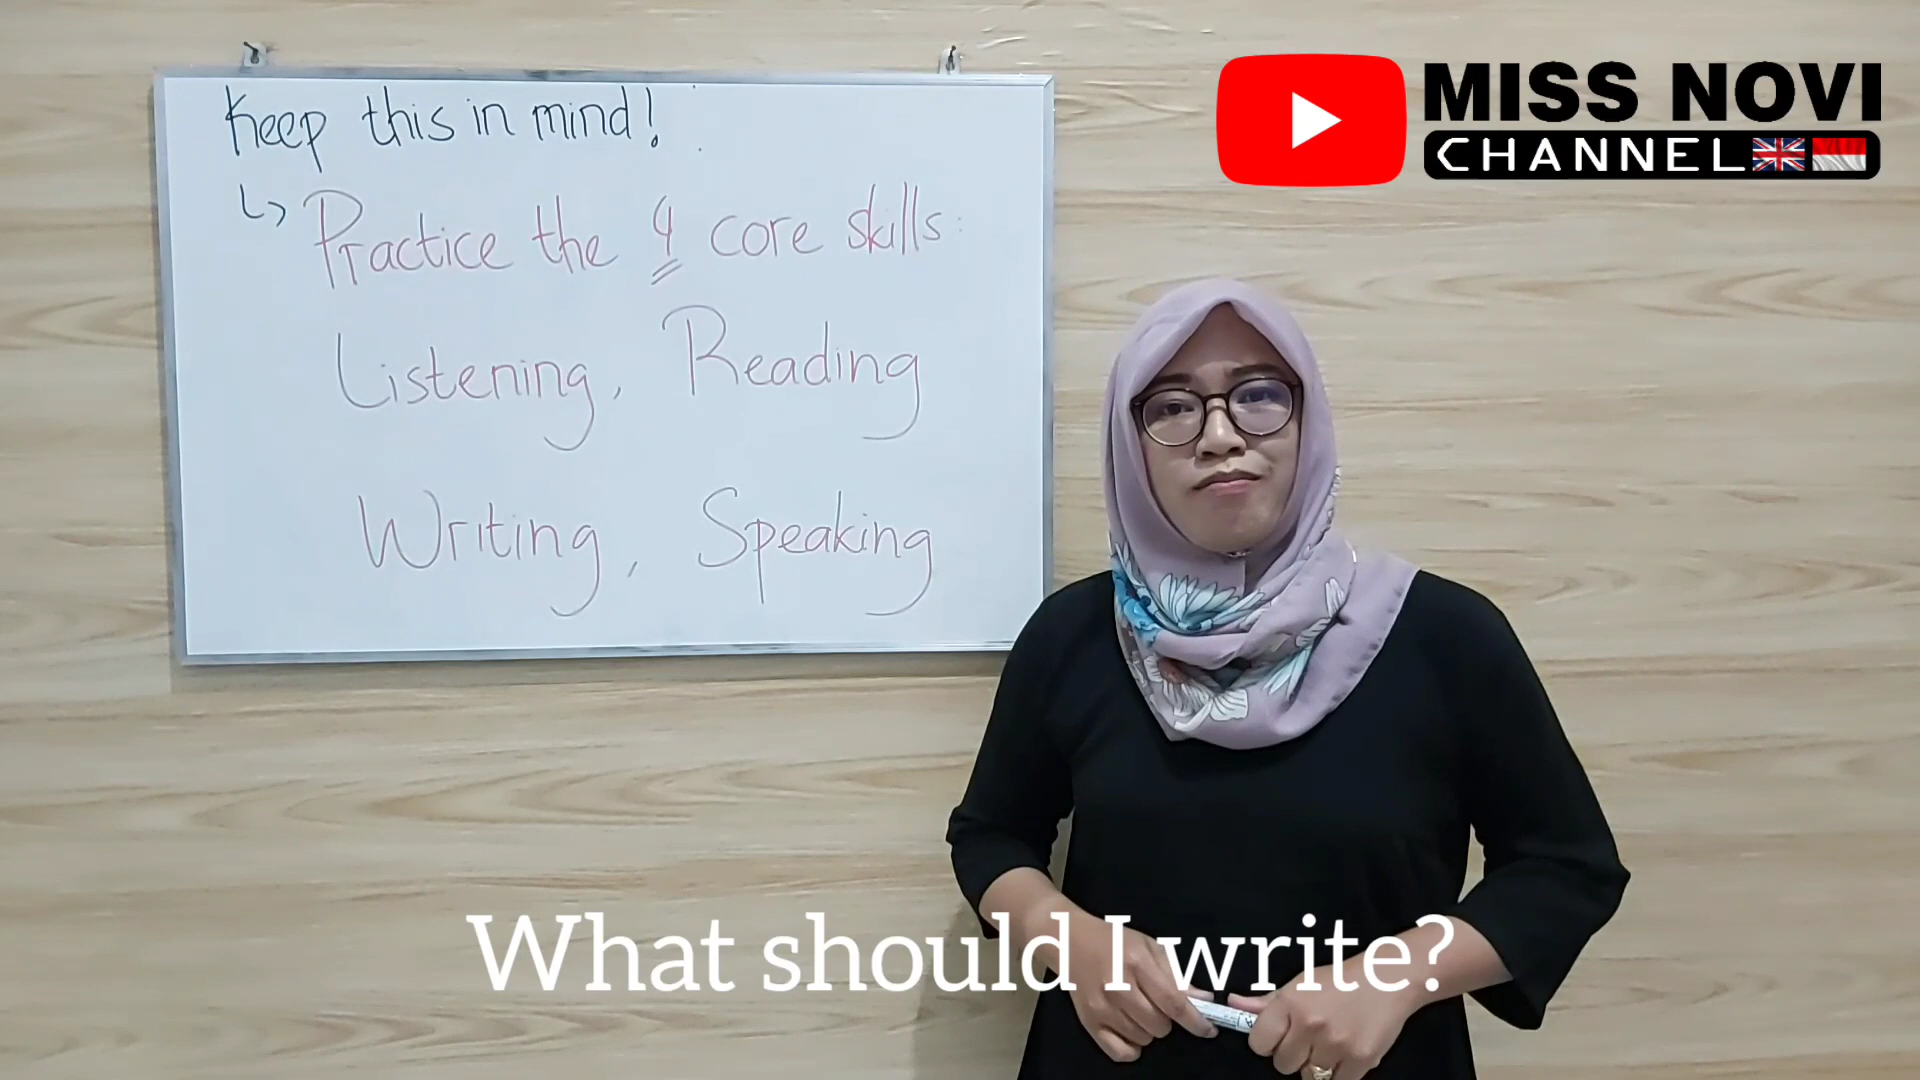 Keep this in mind!
↳ Practice the 4 core skills:
Listening, Reading
Writing, Speaking
MISS NOVI
CHANNEL
What should I write?